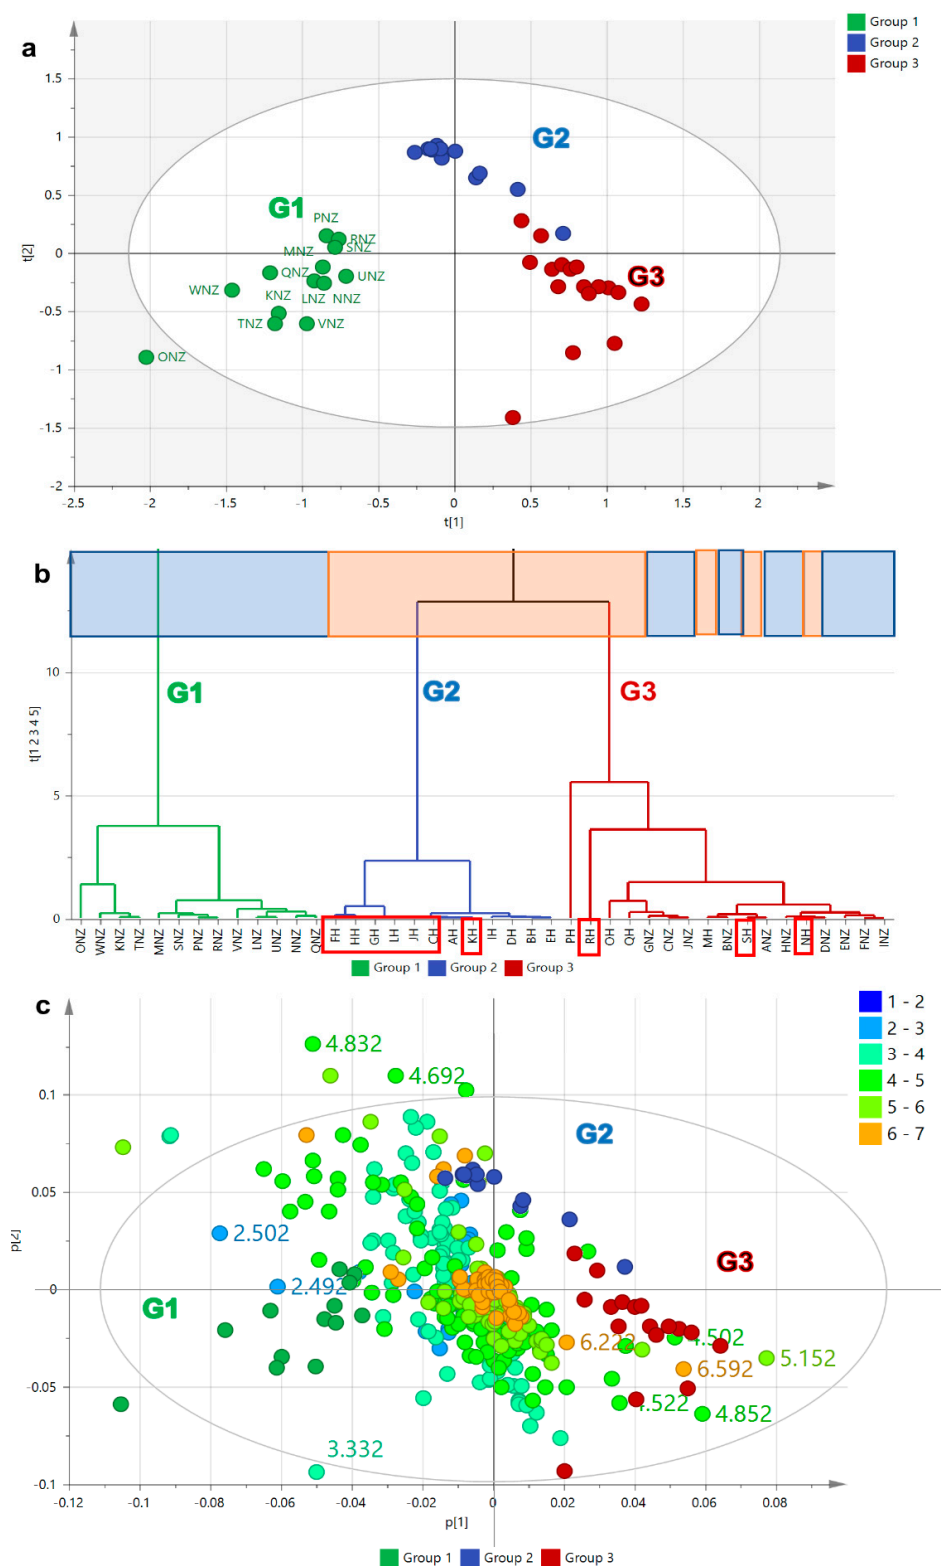 a
Group 1
Group 2
Group 3
1.5
1
0.5
0
-0.5
-1
-1.5
-2
t[2]
G1
G2
G3
PNZ
RNZ
SNZ
MNZ
QNZ
UNZ
WNZ
KNZ
LNZ
NNZ
TNZ
VNZ
ONZ
-2.5 -2 -1.5 -1 -0.5 0 0.5 1 1.5 2
t[1]
b
10
5
0
t[1 2 3 4 5]
G1
G2
G3
ONZ WNZ KNZ TNZ MNZ SNZ PNZ RNZ VNZ LNZ UNZ NNZ QNZ FH HH GH LH JH CH AH KH IH DH BH EH PH RH OH QH GNZ CNZ JNZ MH BNZ SH ANZ HNZ NH DNZ ENZ FNZ INZ
Group 1 Group 2 Group 3
c
1 - 2
2 - 3
3 - 4
4 - 5
5 - 6
6 - 7
0.1
0.05
0
-0.05
-0.1
p[2]
4.832
4.692
G2
2.502
G3
2.492
G1
6.222
4.502
5.152
6.592
4.522
4.852
3.332
-0.12 -0.1 -0.08 -0.06 -0.04 -0.02 0 0.02 0.04 0.06 0.08
p[1]
Group 1 Group 2 Group 3